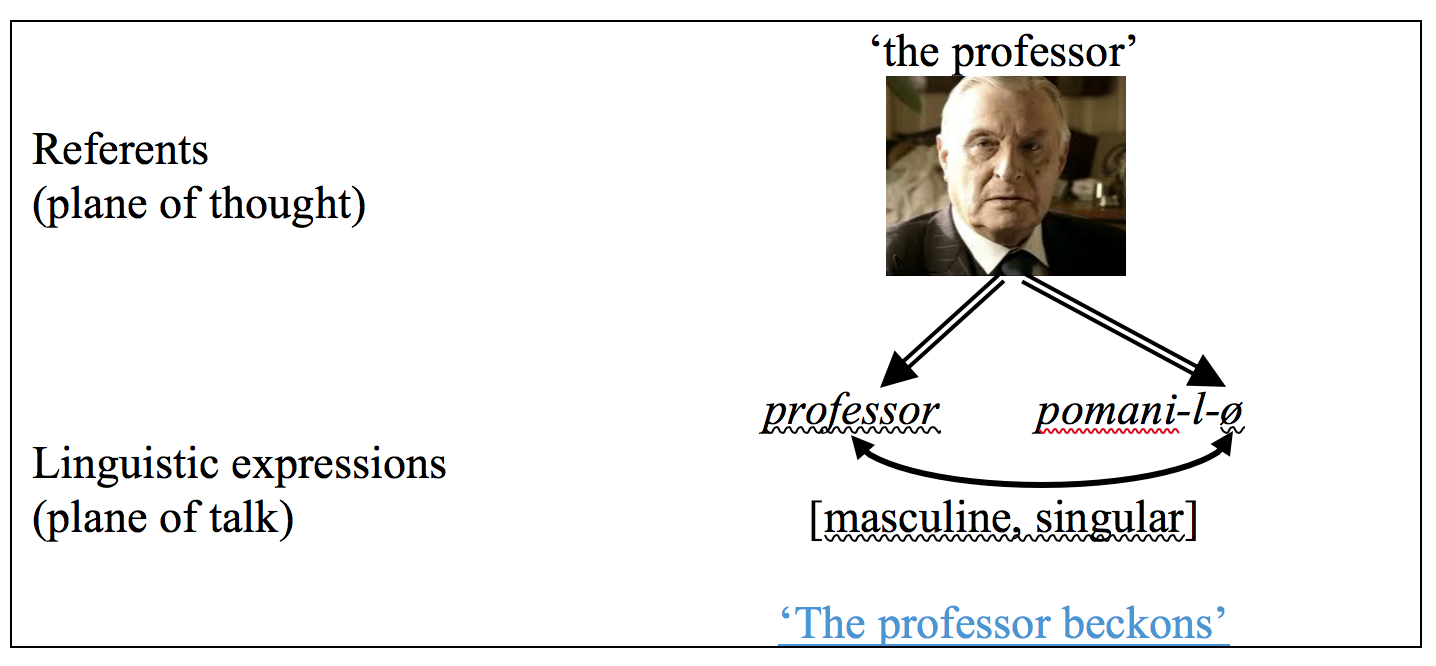 ‘the professor’
Referents
(plane of thought)
professor pomani-l-ø
Linguistic expressions
(plane of talk)
[masculine, singular]
‘The professor beckons’